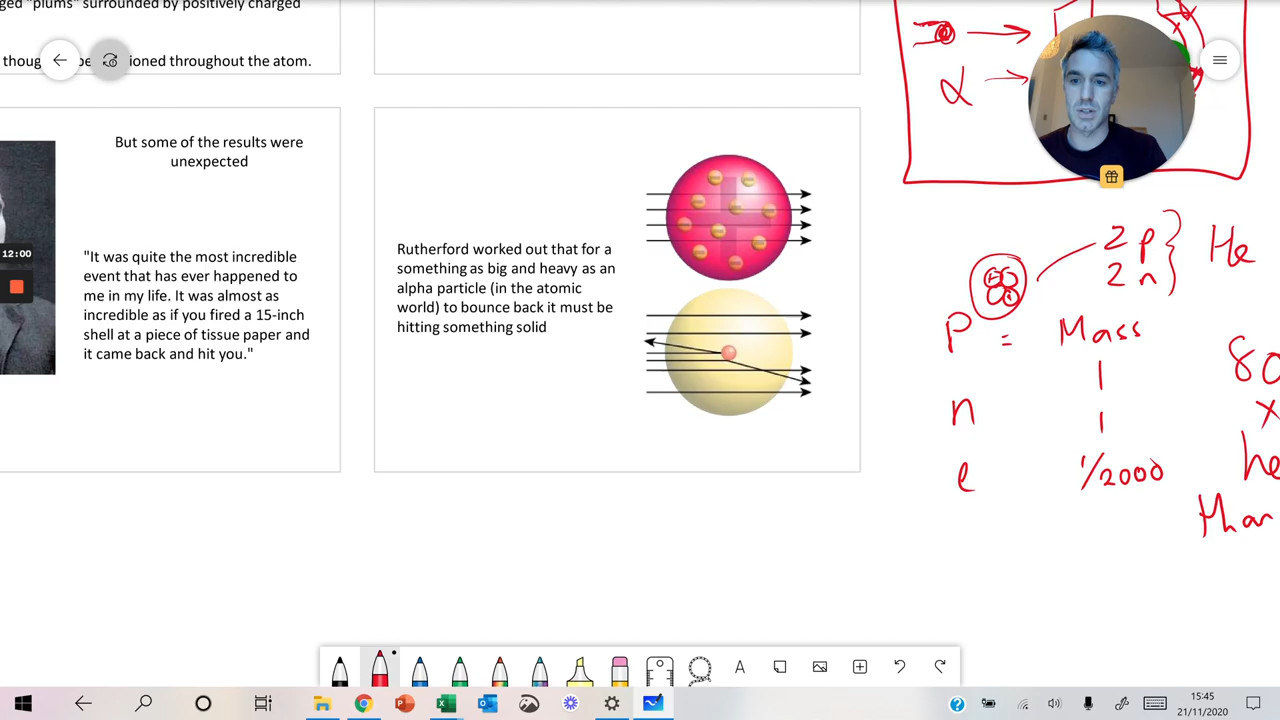 "plums" surrounded by positively charged
throughout the atom.
But some of the results were
unexpected
"It was quite the most incredible
event that has ever happened to
me in my life. It was almost as
incredible as if you fired a 15-inch
shell at a piece of tissue paper and
it came back and hit you."
12:00
Rutherford worked out that for a
something as big and heavy as an
alpha particle (in the atomic
world) to bounce back it must be
hitting something solid
α
2 p
2 n
He
P = Mass
1
n 1
e 1/2000
80
x
A
15:45
21/11/2020